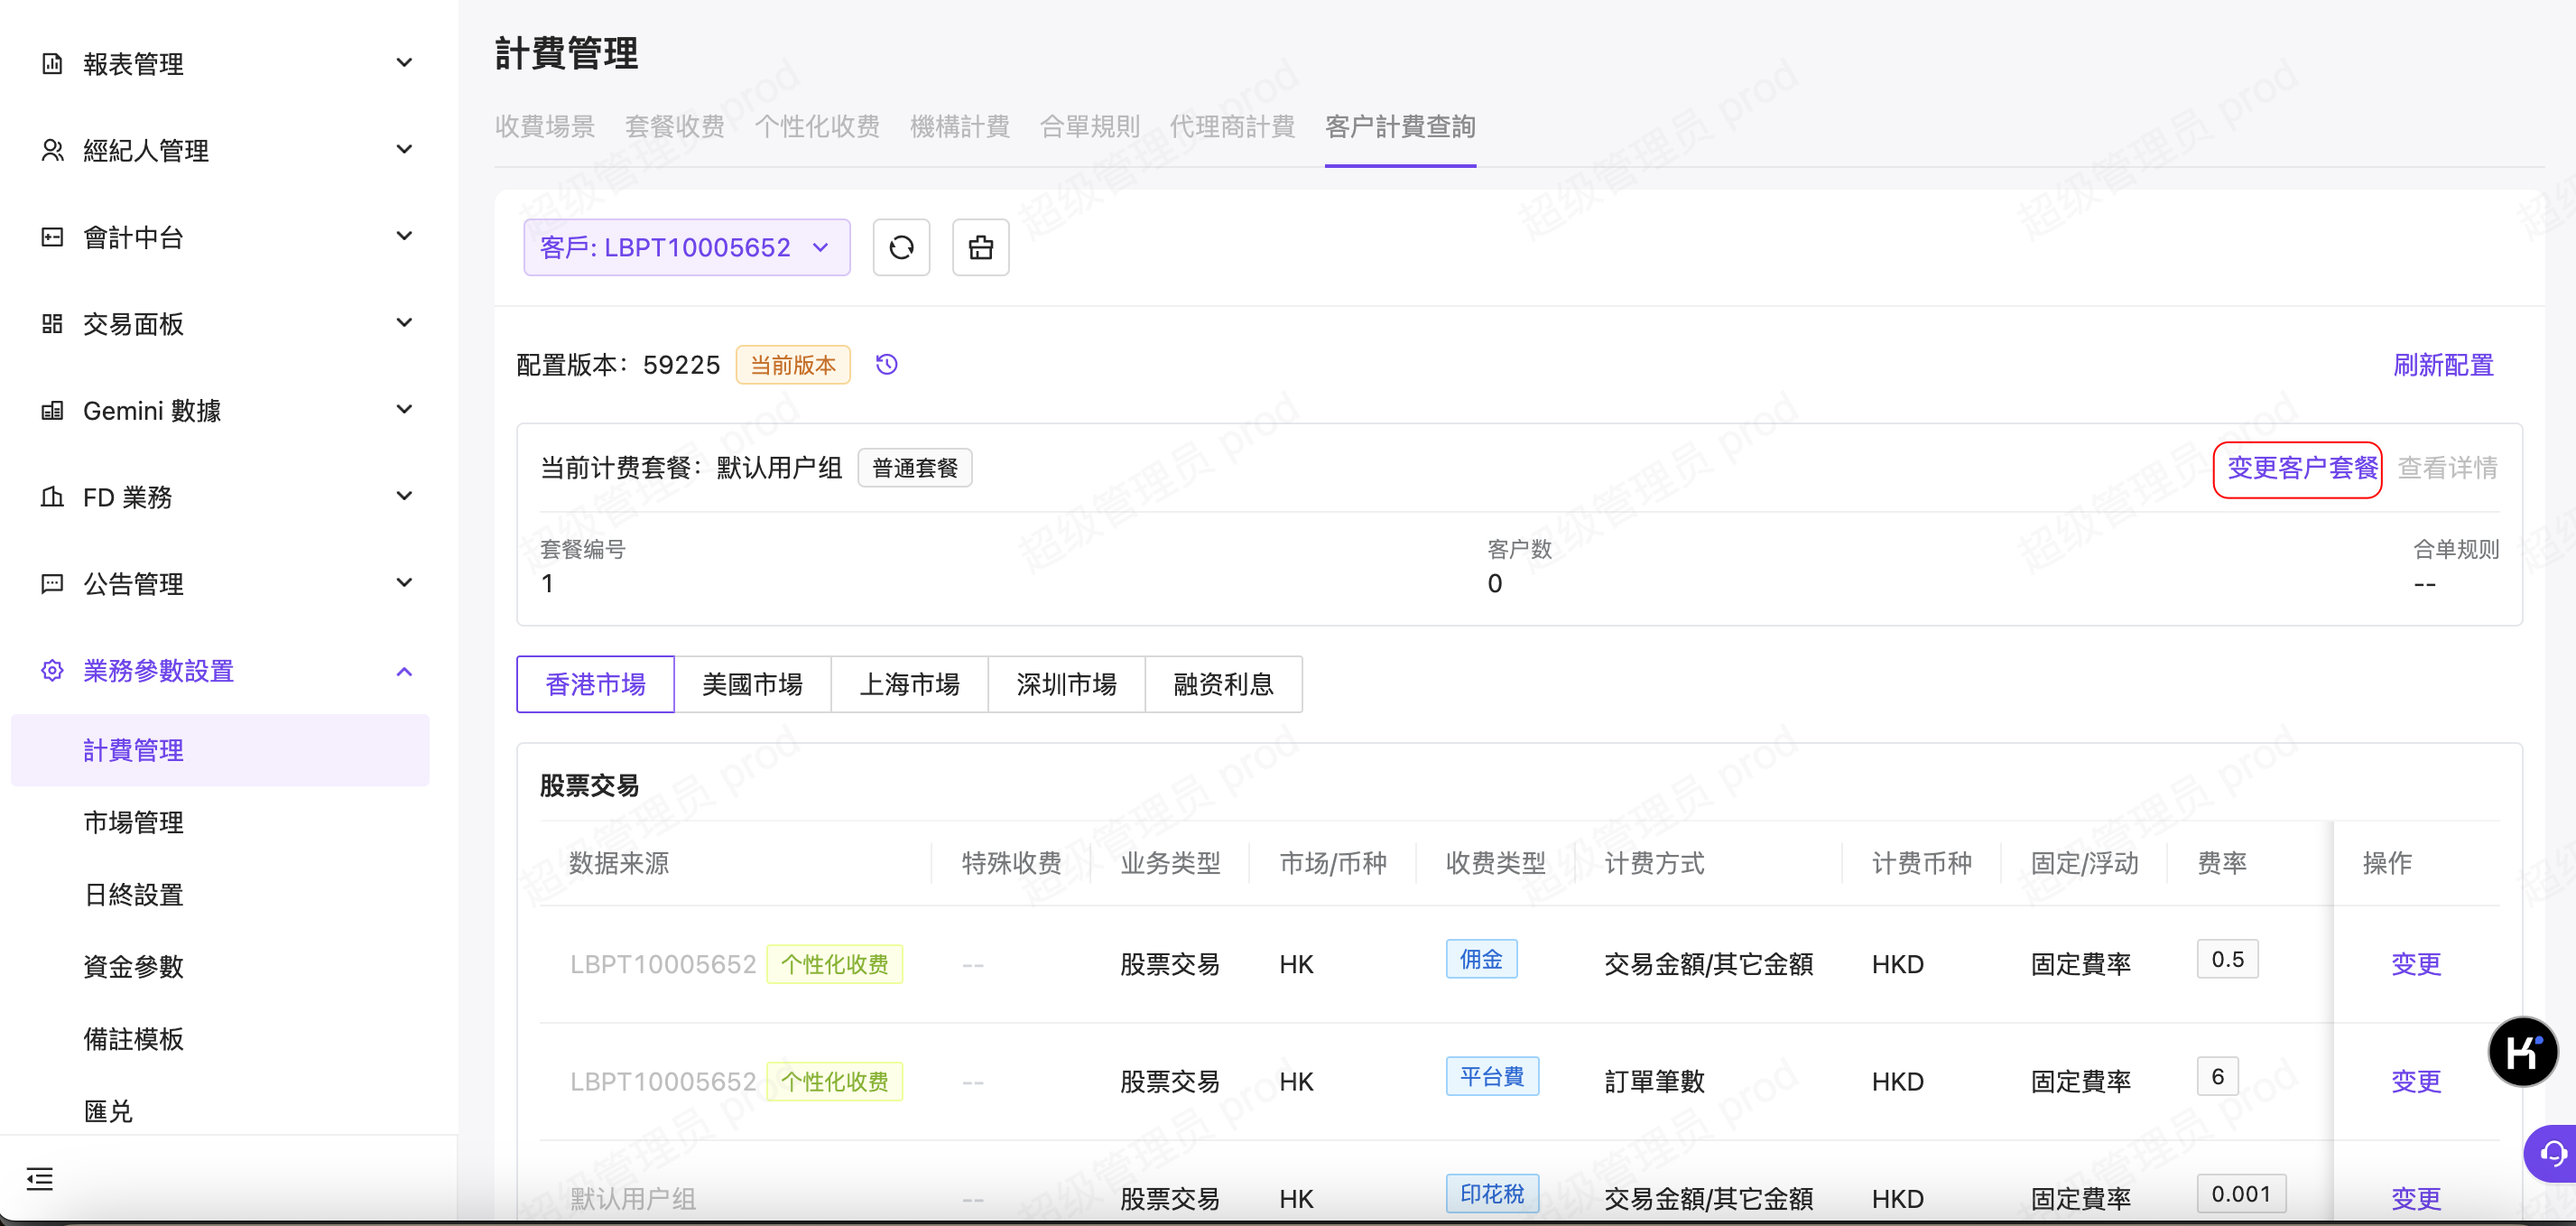 報表管理
經紀人管理
會計中台
交易面板
Gemini 數據
FD 業務
公告管理
業務參數設置
計費管理
市場管理
日終設置
資金參數
備註模板
匯兑
計費管理
收費場景 套餐收费 个性化收费 機構計費 合單規則 代理商計費 客户計費查詢
客戶: LBPT10005652
配置版本： 59225 当前版本 刷新配置
当前计费套餐： 默认用户组 普通套餐 变更客户套餐 查看详情
套餐编号 客户数 合单规则
1 0 --
香港市場 美國市場 上海市場 深圳市場 融资利息
股票交易
数据来源 特殊收费 业务类型 市场/币种 收费类型 计费方式 计费币种 固定/浮动 费率 操作
LBPT10005652 个性化收费 -- 股票交易 HK 佣金 交易金額/其它金額 HKD 固定費率 0.5 变更
LBPT10005652 个性化收费 -- 股票交易 HK 平台費 訂單筆數 HKD 固定費率 6 变更
默认用户组 -- 股票交易 HK 印花稅 交易金額/其它金額 HKD 固定費率 0.001 变更
超级管理员 prod